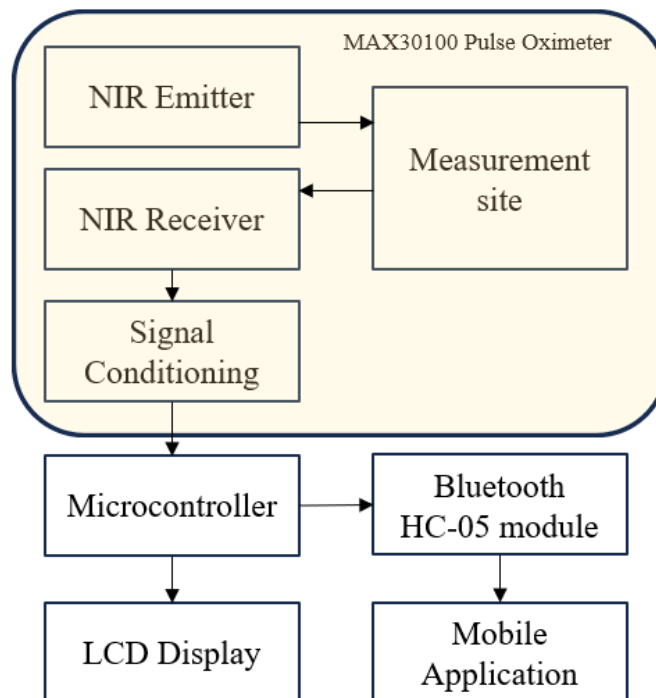 MAX30100 Pulse Oximeter
NIR Emitter
Measurement
site
NIR Receiver
Signal
Conditioning
Microcontroller
Bluetooth
HC-05 module
LCD Display
Mobile
Application